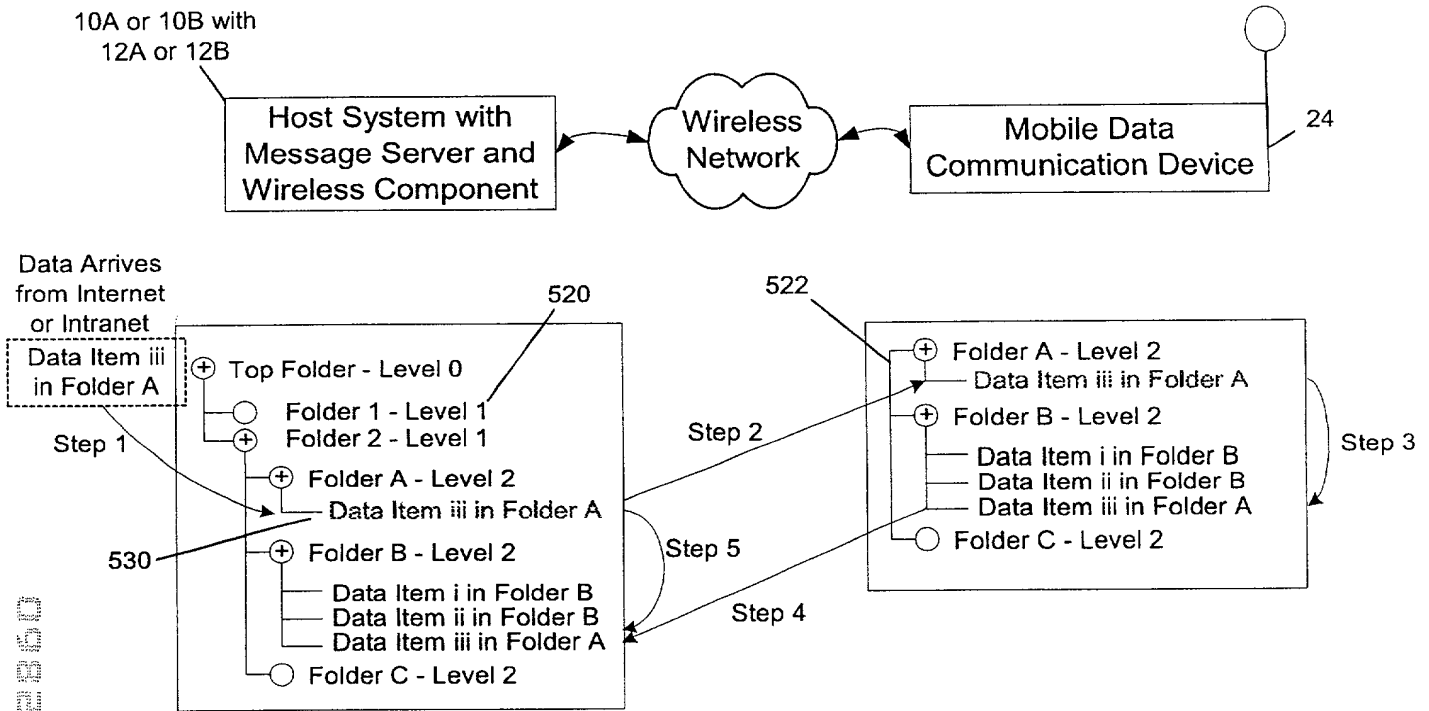 10A or 10B with
12A or 12B
Host System with
Message Server and
Wireless Component
Wireless
Network
Mobile Data
Communication Device
24
Data Arrives
from Internet
or Intranet
Data Item iii
in Folder A
Step 1
520
Top Folder - Level 0
Folder 1 - Level 1
Folder 2 - Level 1
Folder A - Level 2
Data Item iii in Folder A
530
Folder B - Level 2
Data Item i in Folder B
Data Item ii in Folder B
Data Item iii in Folder A
Folder C - Level 2
Step 2
Step 5
Step 4
522
Folder A - Level 2
Data Item iii in Folder A
Folder B - Level 2
Data Item i in Folder B
Data Item ii in Folder B
Data Item iii in Folder A
Folder C - Level 2
Step 3